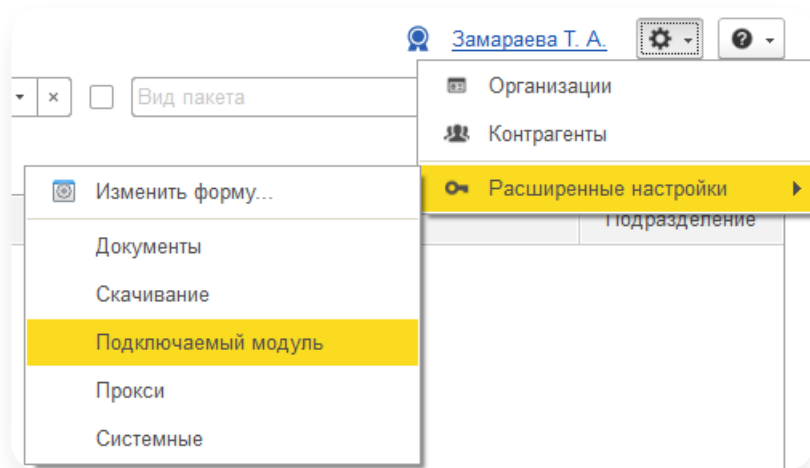 Замараева Т. А.
Вид пакета
Организации
Контрагенты
Расширенные настройки
Подразделение
Изменить форму...
Документы
Скачивание
Подключаемый модуль
Прокси
Системные